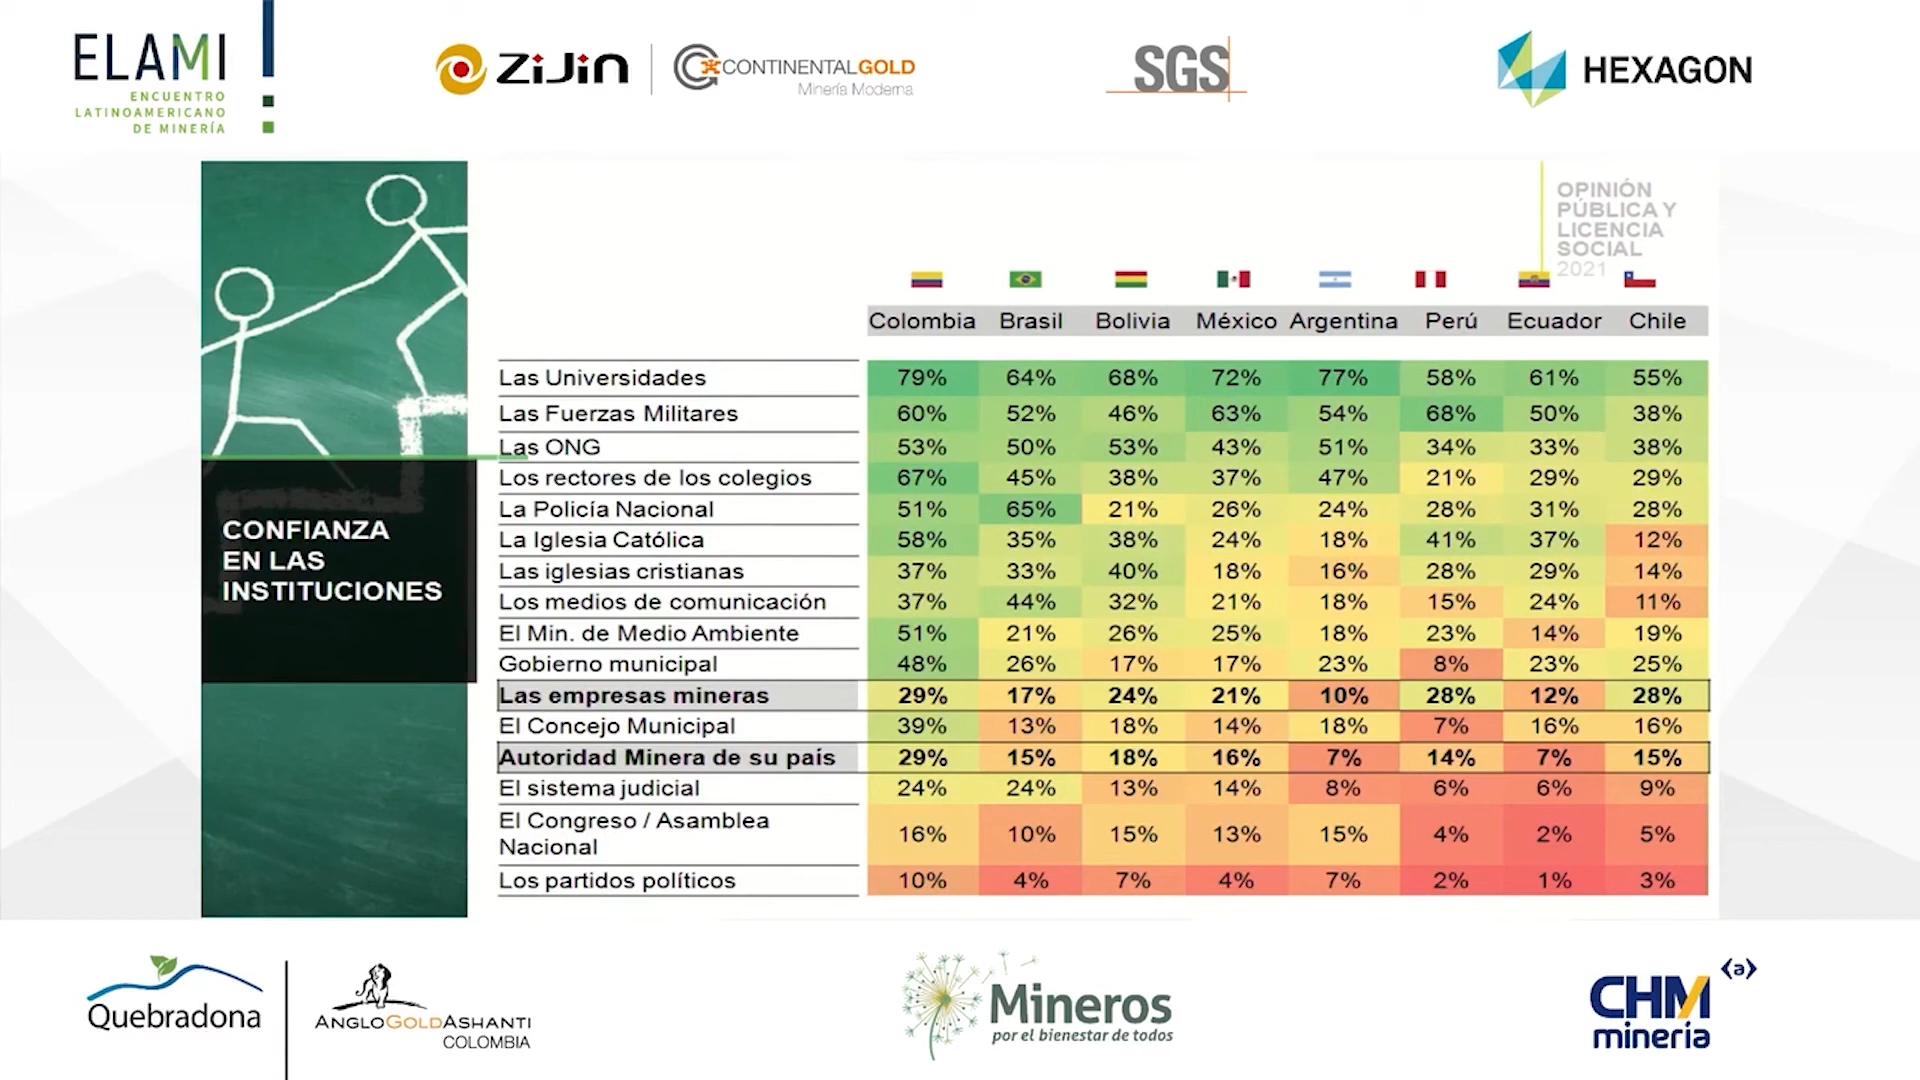 ELAMI
ENCUENTRO
LATINOAMERICANO
DE MINERÍA
ZiJin
CONTINENTALGOLD
Minería Moderna
SGS
HEXAGON
OPINIÓN
PÚBLICA Y
LICENCIA
SOCIAL
2021
CONFIANZA
EN LAS
INSTITUCIONES
Colombia Brasil Bolivia México Argentina Perú Ecuador Chile
Las Universidades 79% 64% 68% 72% 77% 58% 61% 55%
Las Fuerzas Militares 60% 52% 46% 63% 54% 68% 50% 38%
Las ONG 53% 50% 53% 43% 51% 34% 33% 38%
Los rectores de los colegios 67% 45% 38% 37% 47% 21% 29% 29%
La Policía Nacional 51% 65% 21% 26% 24% 28% 31% 28%
La Iglesia Católica 58% 35% 38% 24% 18% 41% 37% 12%
Las iglesias cristianas 37% 33% 40% 18% 16% 28% 29% 14%
Los medios de comunicación 37% 44% 32% 21% 18% 15% 24% 11%
El Min. de Medio Ambiente 51% 21% 26% 25% 18% 23% 14% 19%
Gobierno municipal 48% 26% 17% 17% 23% 8% 23% 25%
Las empresas mineras 29% 17% 24% 21% 10% 28% 12% 28%
El Concejo Municipal 39% 13% 18% 14% 18% 7% 16% 16%
Autoridad Minera de su país 29% 15% 18% 16% 7% 14% 7% 15%
El sistema judicial 24% 24% 13% 14% 8% 6% 6% 9%
El Congreso / Asamblea
Nacional 16% 10% 15% 13% 15% 4% 2% 5%
Los partidos políticos 10% 4% 7% 4% 7% 2% 1% 3%
Quebradona
ANGLOGOLDASHANTI
COLOMBIA
Mineros
por el bienestar de todos
CHM
minería
(a)